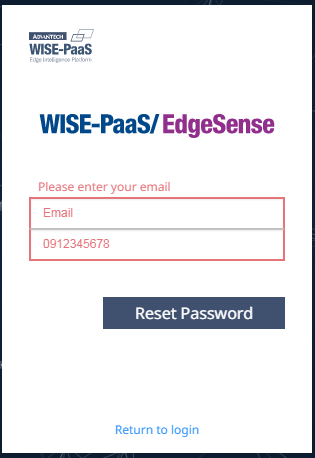 ADVANTECH
WISE-PaaS
Edge Intelligence Platform
WISE-PaaS/ EdgeSense
Please enter your email
Email
0912345678
Reset Password
Return to login